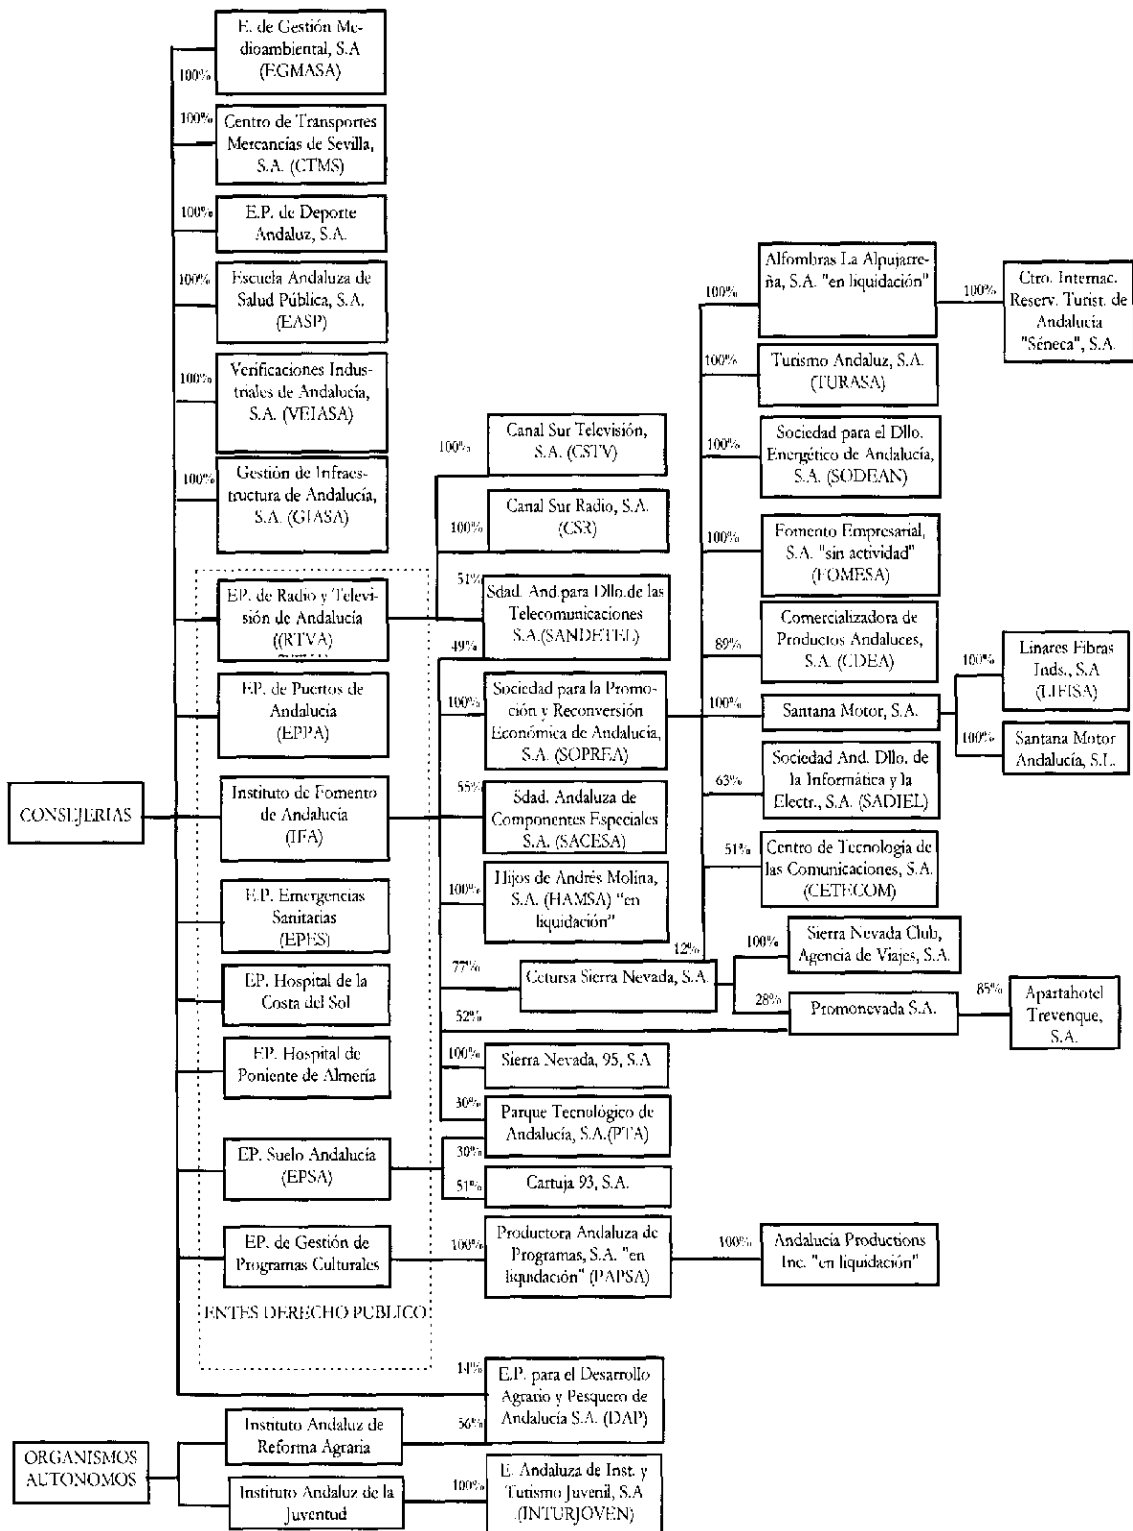 E. de Gestión Me-
dioambiental, S.A
(EGMASA)
100%
100%
Centro de Transportes
Mercancías de Sevilla,
S.A. (CTMS)
100%
E.P. de Deporte
Andaluz, S.A.
100%
Escuela Andaluza de
Salud Pública, S.A.
(EASP)
100%
Verificaciones Indus-
triales de Andalucía,
S.A. (VEIASA)
100%
Gestión de Infrae-
structura de Andalucía,
S.A. (GIASA)
EP. de Radio y Televi-
sión de Andalucía
((RTVA)
EP. de Puertos de
Andalucía
(EPPA)
CONSEJERIAS
Instituto de Fomento
de Andalucía
(IFA)
E.P. Emergencias
Sanitarias
(EPES)
EP. Hospital de la
Costa del Sol
EP. Hospital de
Poniente de Almería
EP. Suelo Andalucía
(EPSA)
EP. de Gestión de
Programas Culturales
ENTES DERECHO PUBLICO
100%
Canal Sur Televisión,
S.A. (CSTV)
100%
Canal Sur Radio, S.A.
(CSR)
51%
Sdad. And.para Dllo.de las
Telecomunicaciones
S.A.(SANDETEL)
49%
100%
Sociedad para la Promo-
ción y Reconversión
Económica de Andalucía,
S.A. (SOPREA)
55%
Sdad. Andaluza de
Componentes Especiales
S.A. (SACESA)
100%
Hijos de Andrés Molina,
S.A. (HAMSA) "en
liquidación"
77%
Cetursa Sierra Nevada, S.A.
12%
52%
100%
Sierra Nevada, 95, S.A
30%
Parque Tecnológico de
Andalucía, S.A.(PTA)
30%
51%
Cartuja 93, S.A.
100%
Productora Andaluza de
Programas, S.A. "en
liquidación" (PAPSA)
100%
Andalucía Productions
Inc. "en liquidación"
100%
Alfombras La Alpujarre-
ña, S.A. "en liquidación"
100%
Ctro. Internac.
Reserv. Turist. de
Andalucía
"Séneca", S.A.
100%
Turismo Andaluz, S.A.
(TURASA)
100%
Sociedad para el Dllo.
Energético de Andalucía,
S.A. (SODEAN)
100%
Fomento Empresarial,
S.A. "sin actividad"
(FOMESA)
89%
Comercializadora de
Productos Andaluces,
S.A. (CDEA)
100%
Santana Motor, S.A.
100%
Linares Fibras
Inds., S.A
(LIFISA)
100%
Santana Motor
Andalucía, S.L.
63%
Sociedad And. Dllo. de
la Informática y la
Electr., S.A. (SADIEL)
51%
Centro de Tecnología de
las Comunicaciones, S.A.
(CETECOM)
100%
Sierra Nevada Club,
Agencia de Viajes, S.A.
28%
Promonevada S.A.
85%
Apartahotel
Trevenque,
S.A.
14%
E.P. para el Desarrollo
Agrario y Pesquero de
Andalucía S.A. (DAP)
56%
Instituto Andaluz de
Reforma Agraria
ORGANISMOS
AUTONOMOS
Instituto Andaluz de la
Juventud
100%
E. Andaluza de Inst. y
Turismo Juvenil, S.A
.(INTURJOVEN)